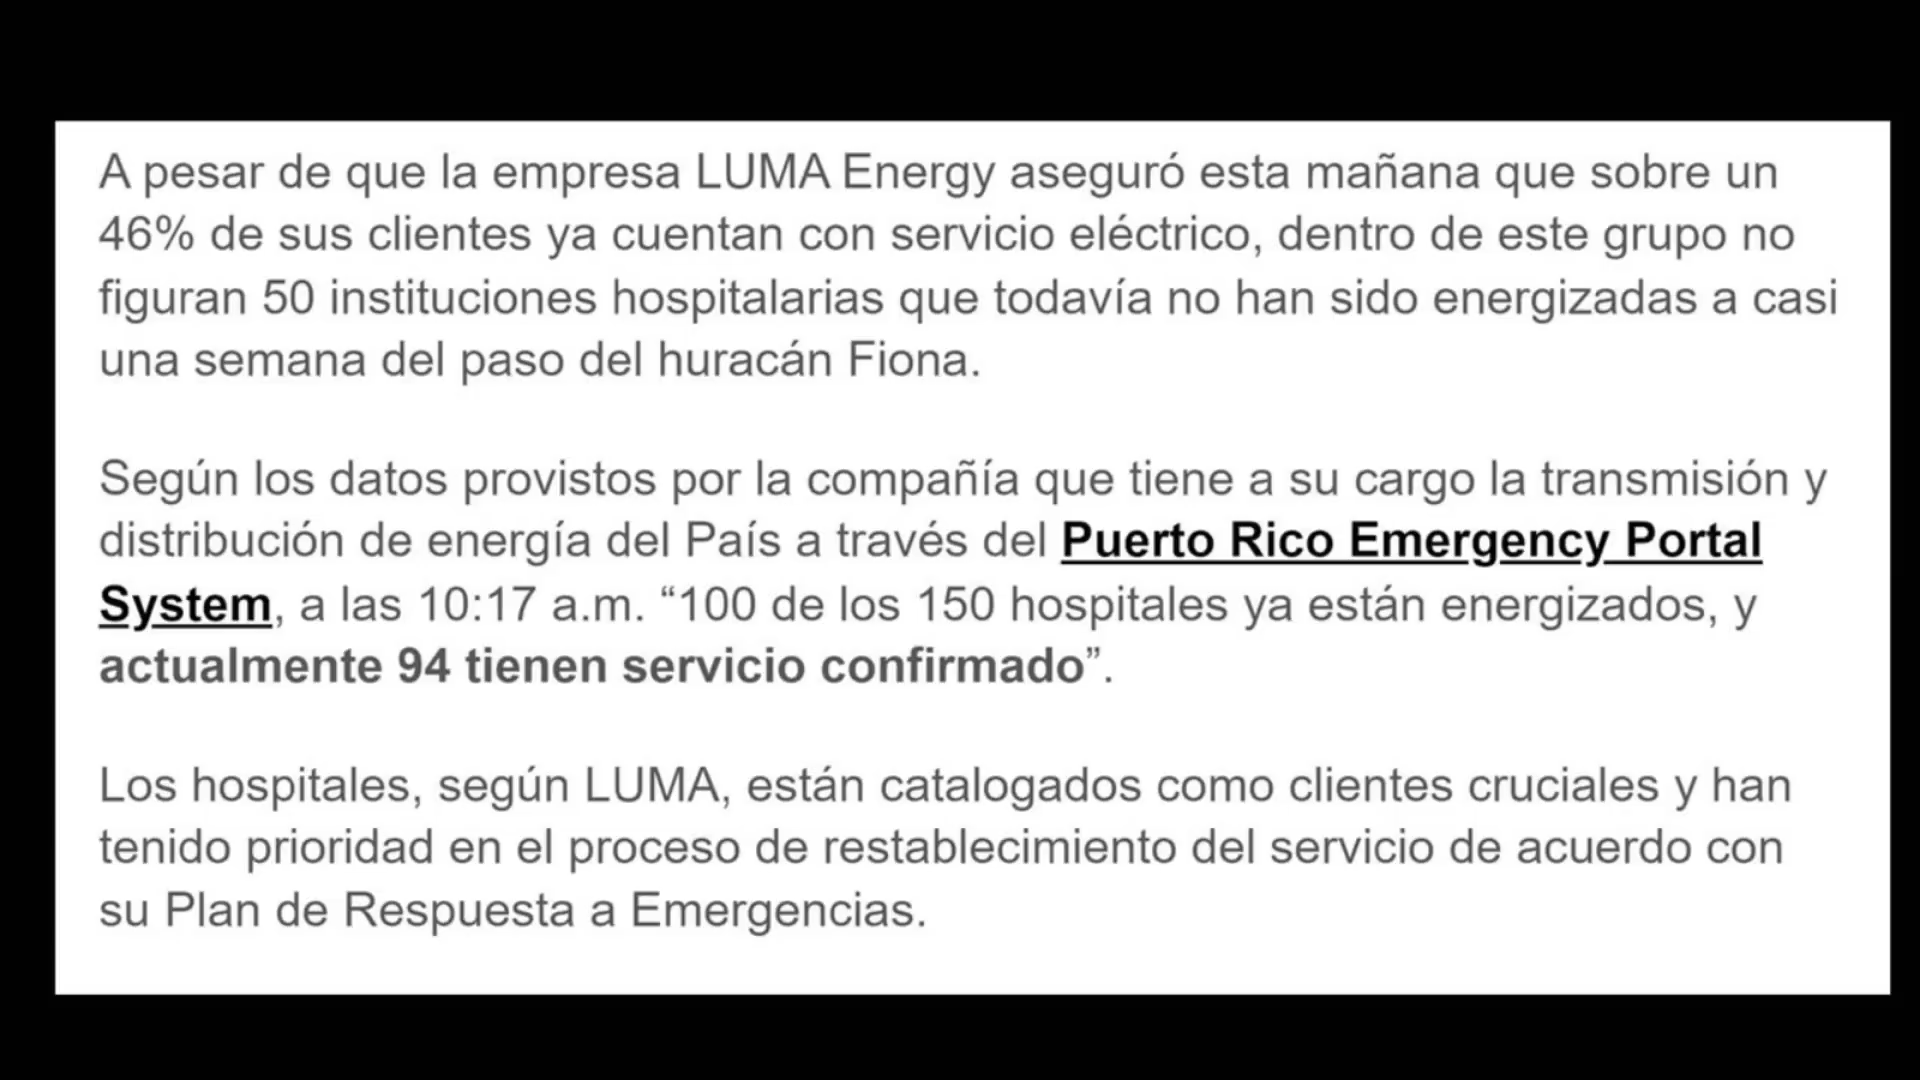 A pesar de que la empresa LUMA Energy aseguró esta mañana que sobre un
46% de sus clientes ya cuentan con servicio eléctrico, dentro de este grupo no
figuran 50 instituciones hospitalarias que todavía no han sido energizadas a casi
una semana del paso del huracán Fiona.
Según los datos provistos por la compañía que tiene a su cargo la transmisión y
distribución de energía del País a través del Puerto Rico Emergency Portal
System, a las 10:17 a.m. “100 de los 150 hospitales ya están energizados, y
actualmente 94 tienen servicio confirmado”.
Los hospitales, según LUMA, están catalogados como clientes cruciales y han
tenido prioridad en el proceso de restablecimiento del servicio de acuerdo con
su Plan de Respuesta a Emergencias.